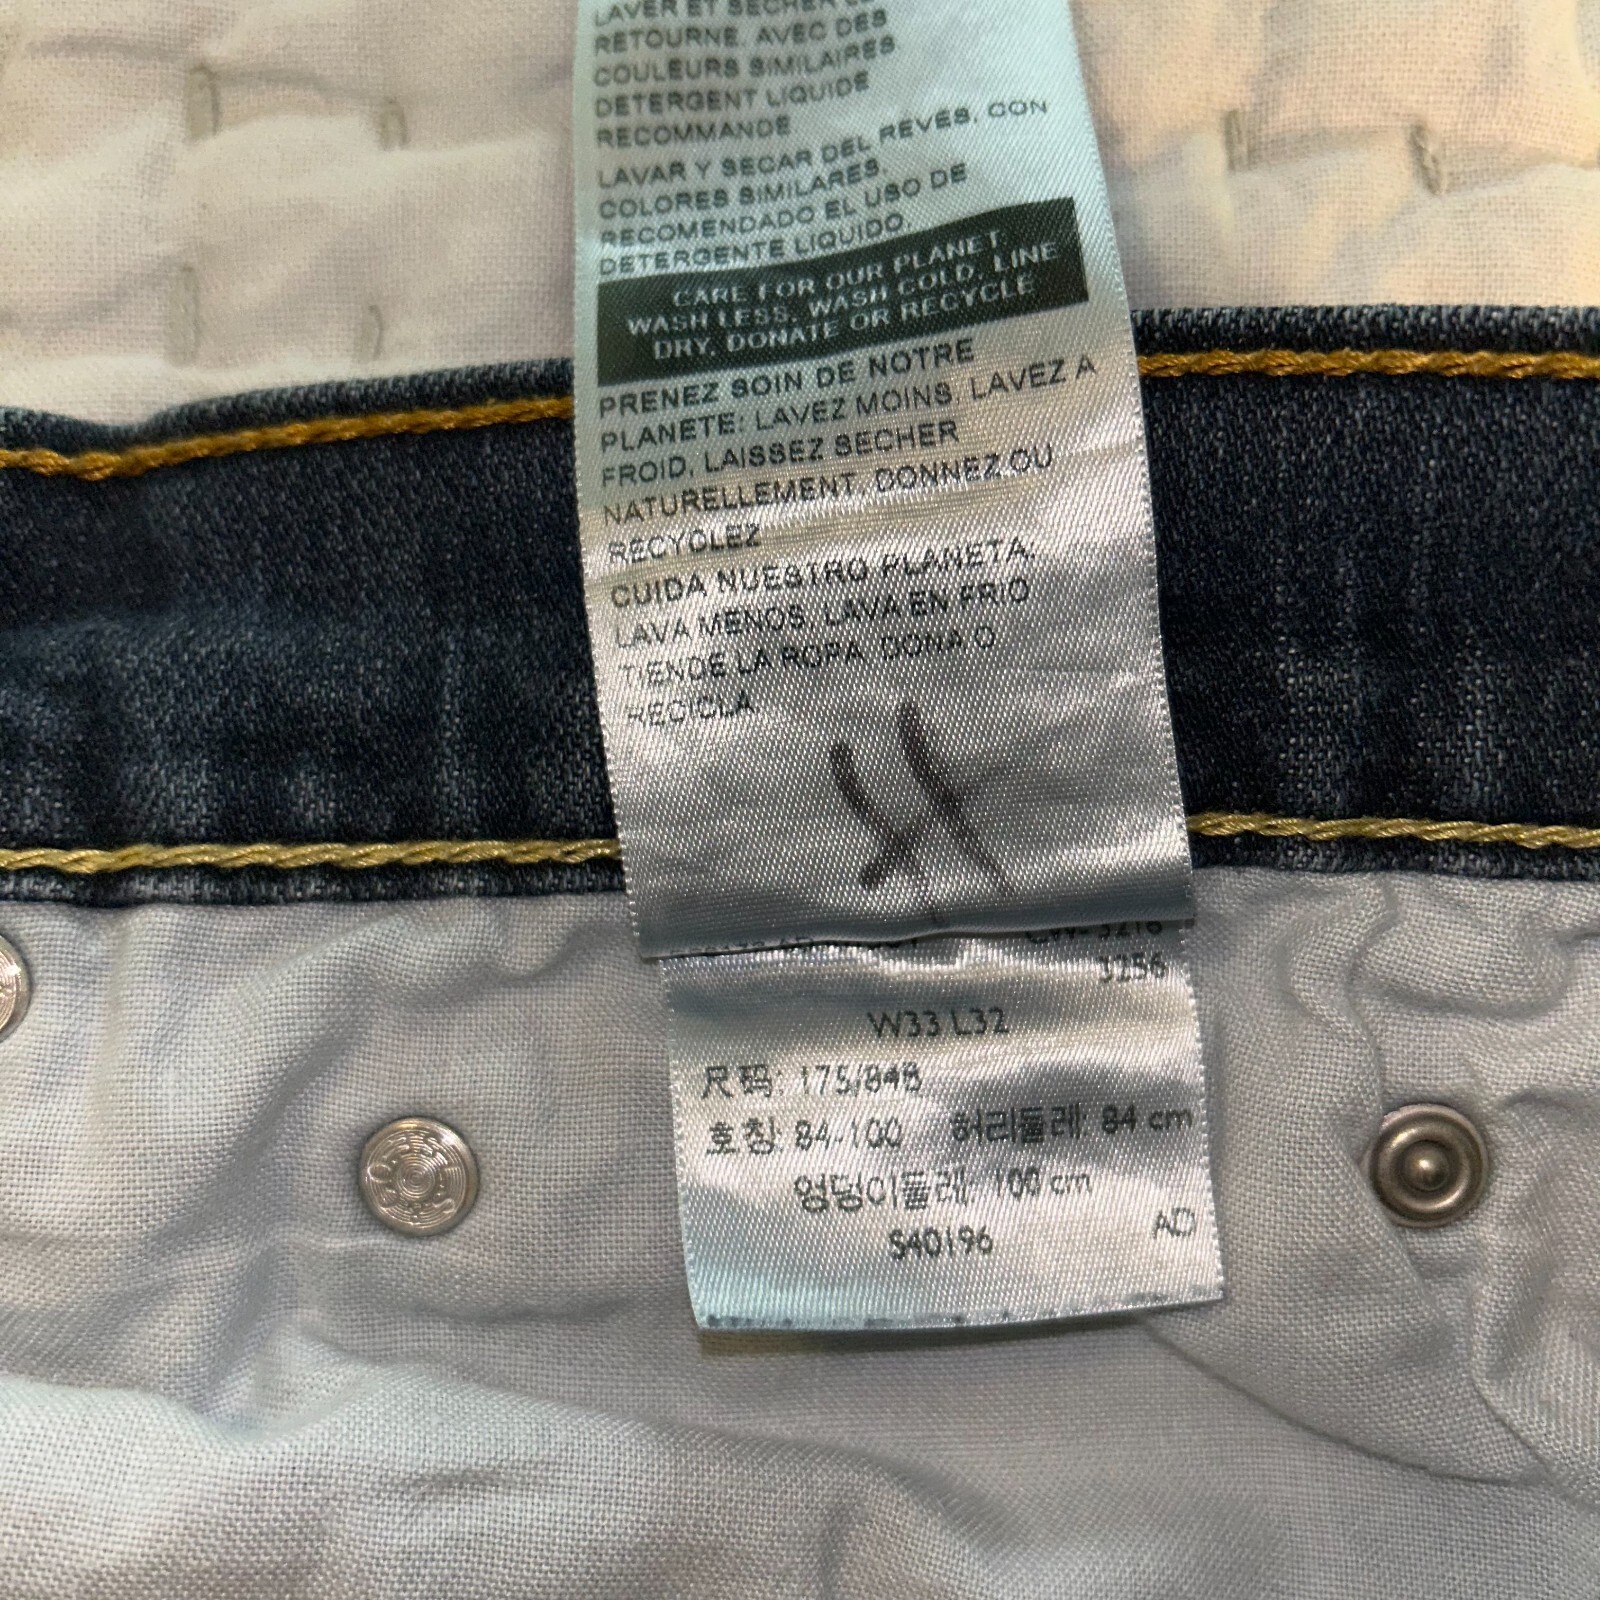 LAVER ET SECHER
RETOURNE, AVEC DES
COULEURS SIMILAIRES.
DETERGENT LIQUIDE
RECOMMANDE
LAVAR Y SECAR DEL REVES, CON
COLORES SIMILARES.
RECOMENDADO EL USO DE
DETERGENTE LIQUIDO.
CARE FOR OUR PLANET
WASH LESS, WASH COLD, LINE
DRY, DONATE OR RECYCLE
PRENEZ SOIN DE NOTRE
PLANETE: LAVEZ MOINS, LAVEZ A
FROID, LAISSEZ SECHER
NATURELLEMENT, DONNEZ OU
RECYCLEZ
CUIDA NUESTRO PLANETA:
LAVA MENOS, LAVA EN FRIO
TIENDE LA ROPA, DONA O
RECICLA
3256
W33 L32
尺码: 175/84B
호칭: 84-100 허리둘레: 84 cm
엉덩이둘레: 100 cm
S40196 AD